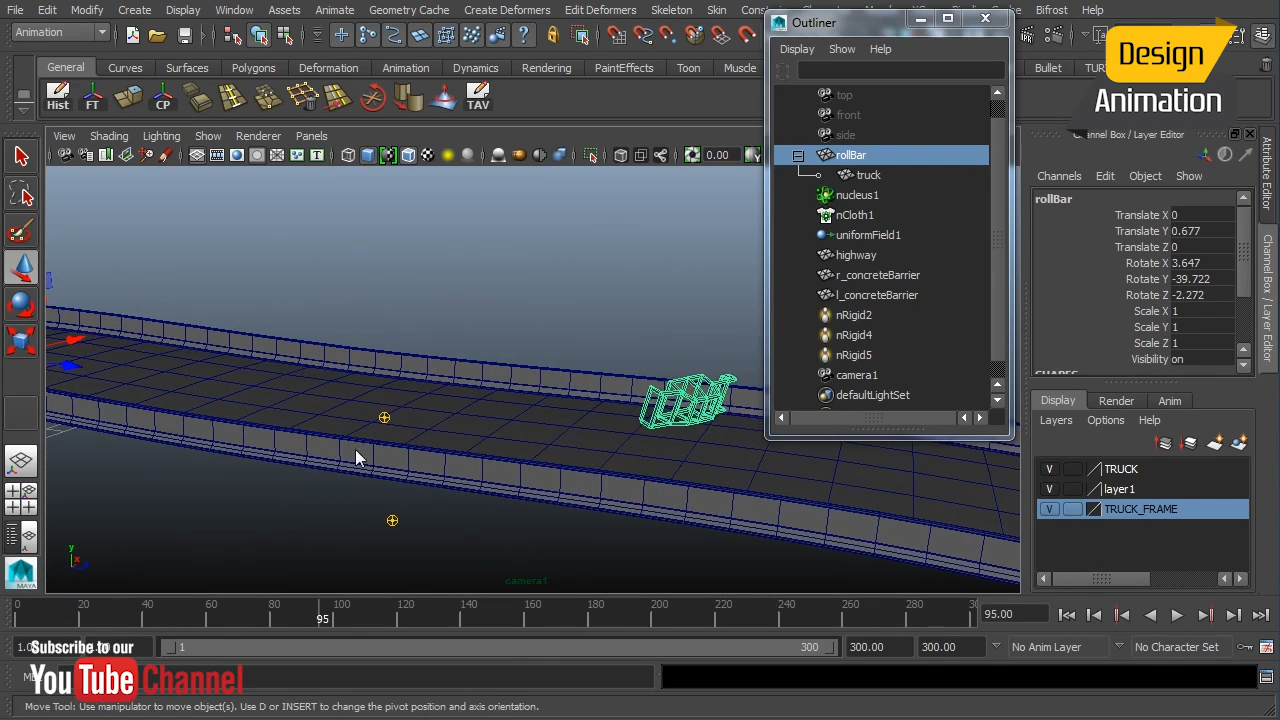 File Edit Modify Create Display Window Assets Animate Geometry Cache Create Deformers Edit Deformers Skeleton Skin Bifrost Help
Outliner
Animation
Design
Animation
General Curves Surfaces Polygons Deformation Animation Dynamics Rendering PaintEffects Toon Muscle Bullet
Display Show Help
Hist FT CP TAV
View Shading Lighting Show Renderer Panels
0.00
top
front
side
rollBar
truck
nucleus1
nCloth1
uniformField1
highway
r_concreteBarrier
l_concreteBarrier
nRigid2
nRigid4
nRigid5
camera1
defaultLightSet
Channel Box / Layer Editor
Channels Edit Object Show
rollBar
Translate X 0
Translate Y 0.677
Translate Z 0
Rotate X 3.647
Rotate Y -39.722
Rotate Z -2.272
Scale X 1
Scale Y 1
Scale Z 1
Visibility on
Attribute Editor
Channel Box / Layer Editor
Display Render Anim
Layers Options Help
V TRUCK
V layer1
V TRUCK_FRAME
y
x
camera1
MAYA
0 20 40 60 80 100 120 140 160 180 200 220 240 260 280
95
95.00
1 300 300.00 300.00 No Anim Layer No Character Set
Subscribe to our
YouTube Channel
Move Tool: Use manipulator to move object(s). Use D or INSERT to change the pivot position and axis orientation.